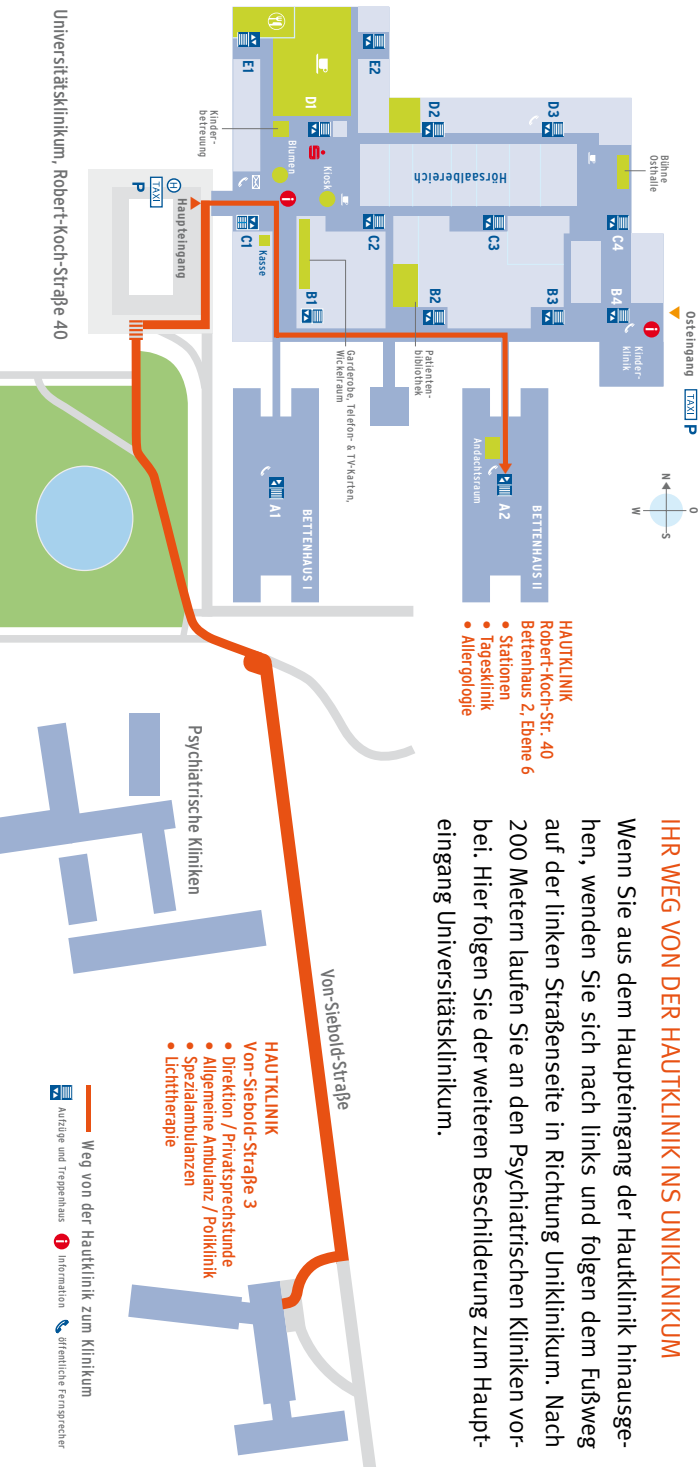 IHR WEG VON DER HAUTKLINIK INS UNIKLINIKUM
Wenn Sie aus dem Haupteingang der Hautklinik hinausge-
hen, wenden Sie sich nach links und folgen dem Fußweg
auf der linken Straßenseite in Richtung Uniklinikum. Nach
200 Metern laufen Sie an den Psychiatrischen Kliniken vor-
bei. Hier folgen Sie der weiteren Beschilderung zum Haupt-
eingang Universitätsklinikum.
Osteingang
TAXI P
O
N
S
W
Bühne
Osthalle
C4
B4
Kinder-
klinik
D3
C3
B3
D2
Hörsaalbereich
C2
B2
E2
Patienten-
bibliothek
D1
Kiosk
B1
Garderobe, Telefon- & TV-Karten,
Wickelraum
Blumen
E1
Kinder-
betreuung
C1
Kasse
H
Haupteingang
TAXI
P
Universitätsklinikum, Robert-Koch-Straße 40
Andachtsraum
A2
BETTENHAUS II
A1
BETTENHAUS I
HAUTKLINIK
Robert-Koch-Str. 40
Bettenhaus 2, Ebene 6
• Stationen
• Tagesklinik
• Allergologie
Psychiatrische Kliniken
Von-Siebold-Straße
HAUTKLINIK
Von-Siebold-Straße 3
• Direktion / Privatsprechstunde
• Allgemeine Ambulanz / Poliklinik
• Spezialambulanzen
• Lichttherapie
Weg von der Hautklinik zum Klinikum
Aufzüge und Treppenhaus
i Information
öffentliche Fernsprecher